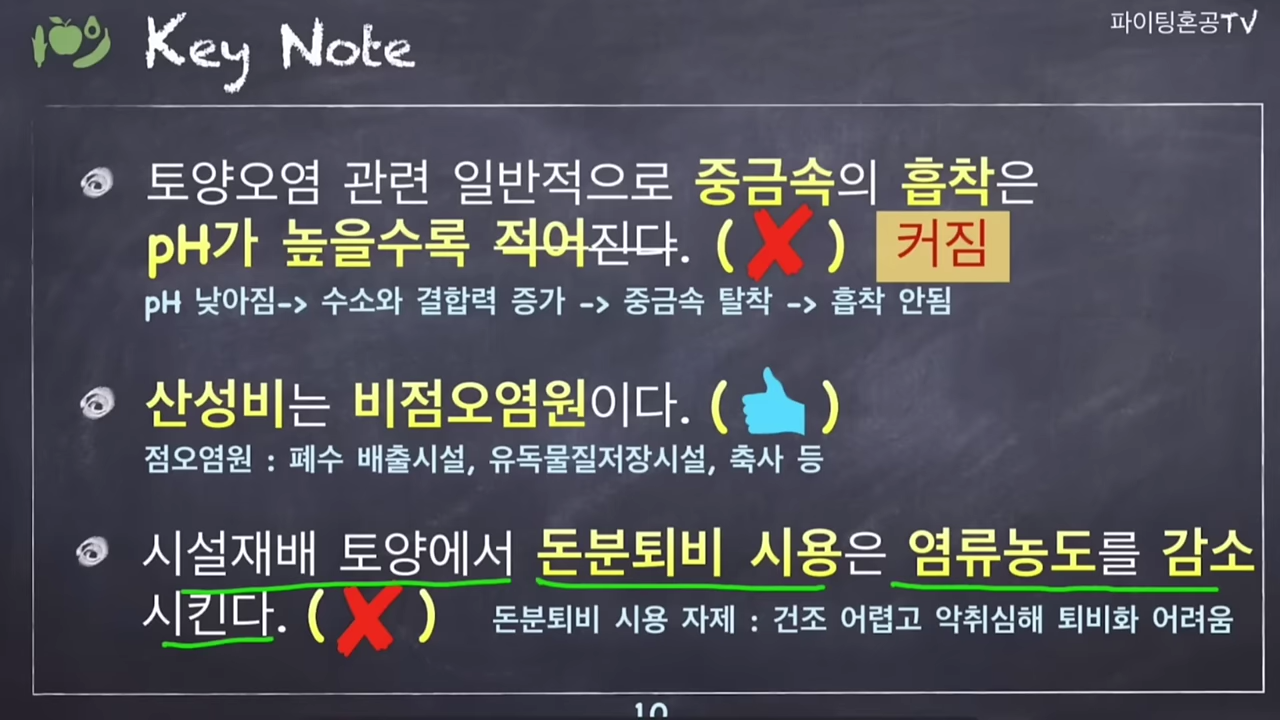 파이팅혼공TV
Key Note
토양오염 관련 일반적으로 중금속의 흡착은
pH가 높을수록 적어진다. ( ✘ ) 커짐
pH 낮아짐-> 수소와 결합력 증가 -> 중금속 탈착 -> 흡착 안됨
산성비는 비점오염원이다. ( 👍 )
점오염원 : 폐수 배출시설, 유독물질저장시설, 축사 등
시설재배 토양에서 돈분퇴비 시용은 염류농도를 감소
시킨다. ( ✘ ) 돈분퇴비 시용 자제 : 건조 어렵고 악취심해 퇴비화 어려움
10